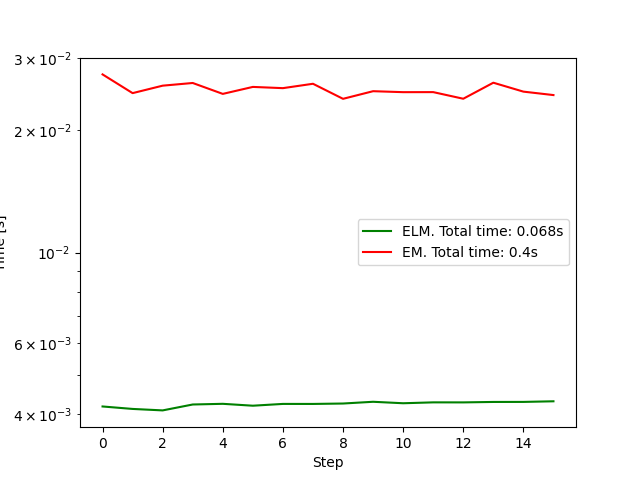 3 × 10⁻²
2 × 10⁻²
10⁻²
6 × 10⁻³
4 × 10⁻³
Time [s]
ELM. Total time: 0.068s
EM. Total time: 0.4s
0 2 4 6 8 10 12 14
Step